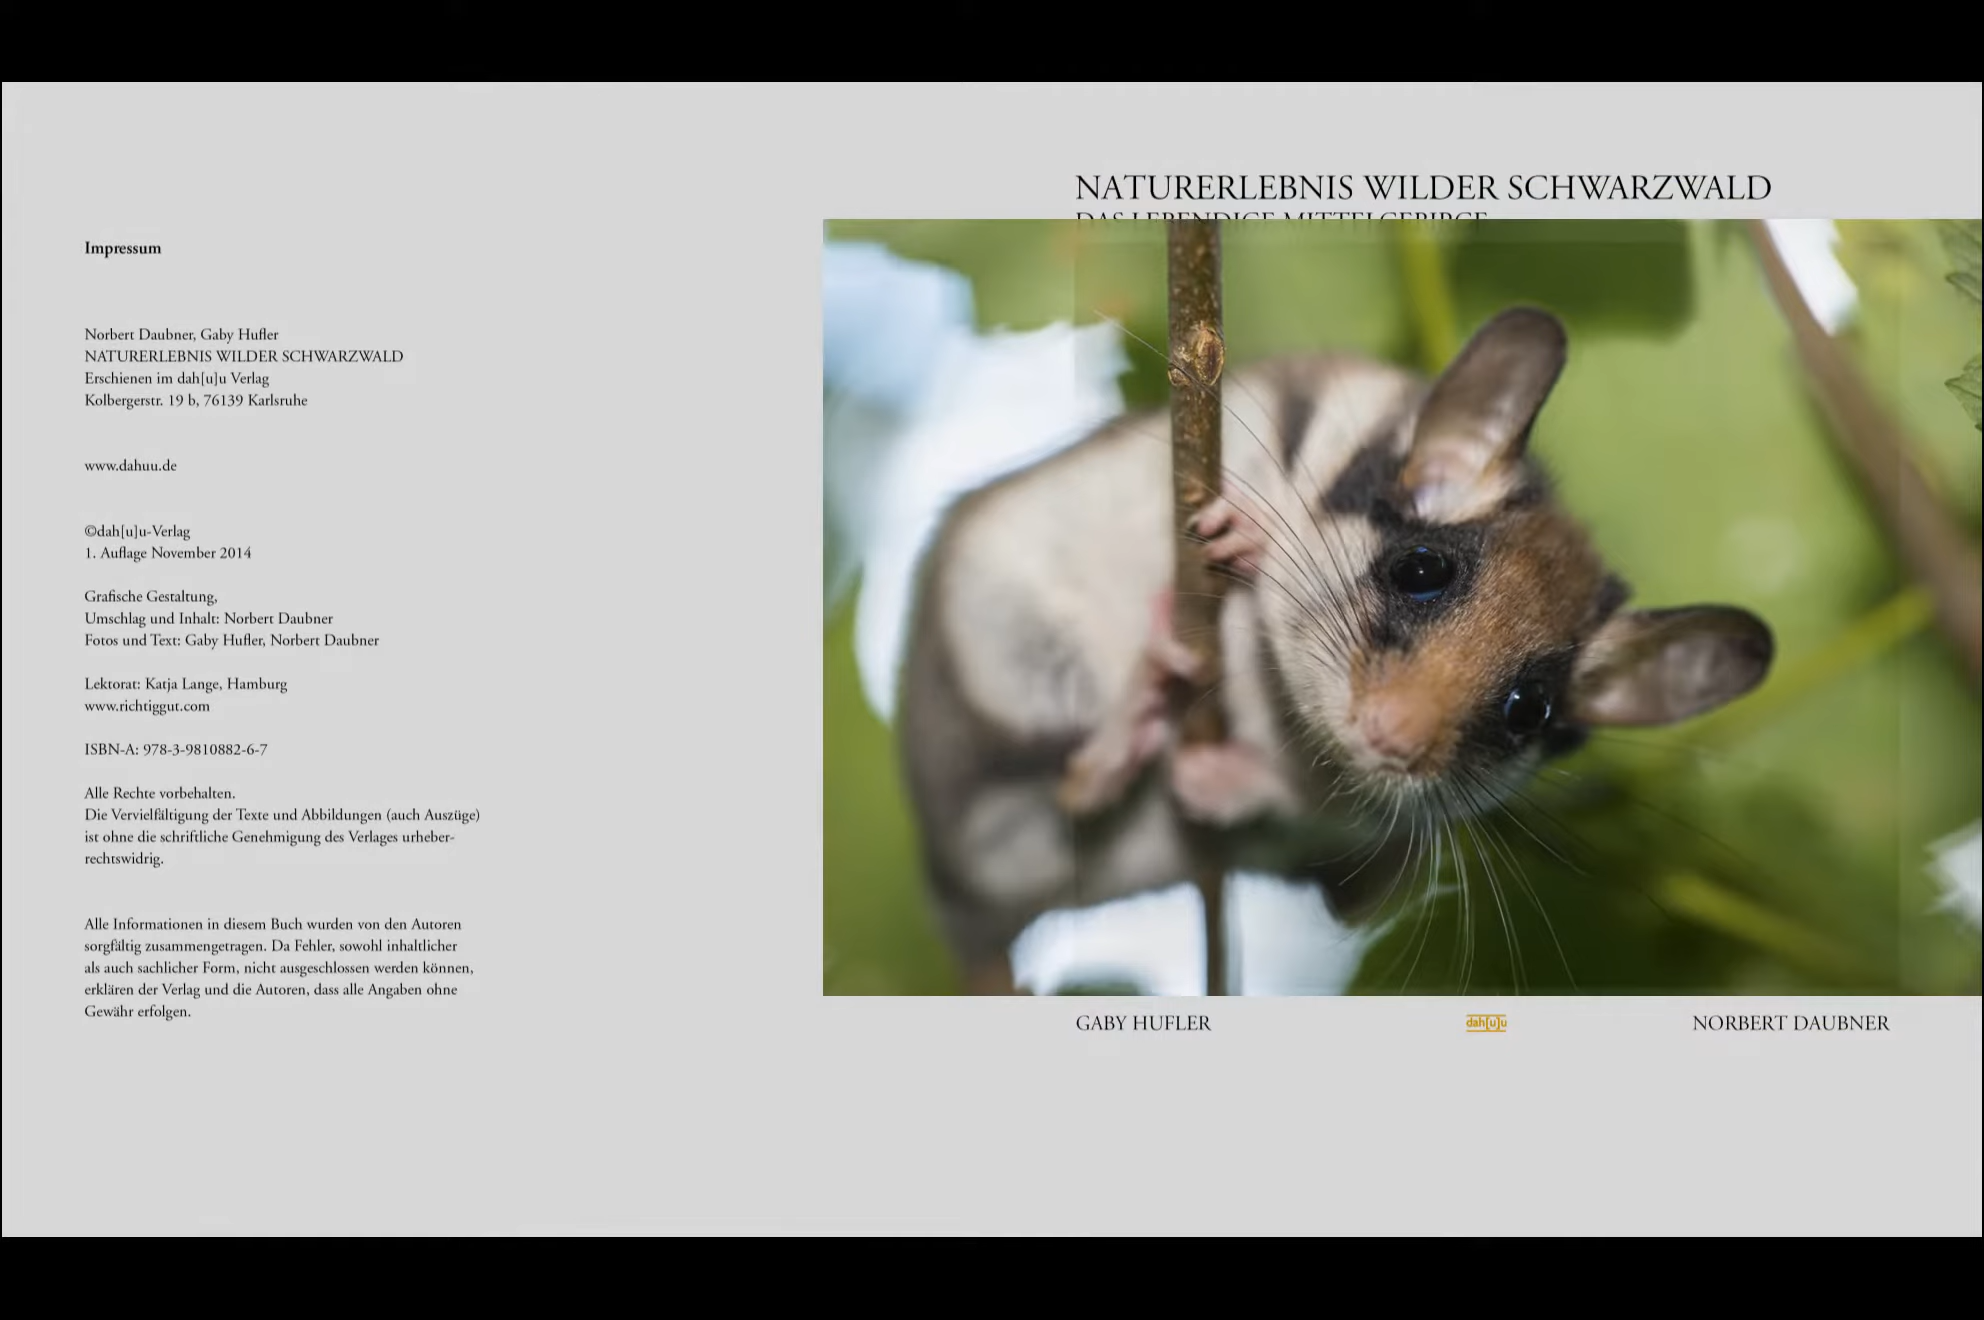 Impressum
Norbert Daubner, Gaby Hufler
NATURERLEBNIS WILDER SCHWARZWALD
Erschienen im dah[u]u Verlag
Kolbergerstr. 19 b, 76139 Karlsruhe
www.dahuu.de
©dah[u]u-Verlag
1. Auflage November 2014
Grafische Gestaltung,
Umschlag und Inhalt: Norbert Daubner
Fotos und Text: Gaby Hufler, Norbert Daubner
Lektorat: Katja Lange, Hamburg
www.richtiggut.com
ISBN-A: 978-3-9810882-6-7
Alle Rechte vorbehalten.
Die Vervielfältigung der Texte und Abbildungen (auch Auszüge)
ist ohne die schriftliche Genehmigung des Verlages urheber-
rechtswidrig.
Alle Informationen in diesem Buch wurden von den Autoren
sorgfältig zusammengetragen. Da Fehler, sowohl inhaltlicher
als auch sachlicher Form, nicht ausgeschlossen werden können,
erklären der Verlag und die Autoren, dass alle Angaben ohne
Gewähr erfolgen.
NATURERLEBNIS WILDER SCHWARZWALD
DAS LEBENDIGE MITTELGEBIRGE
GABY HUFLER
dah[u]u
NORBERT DAUBNER